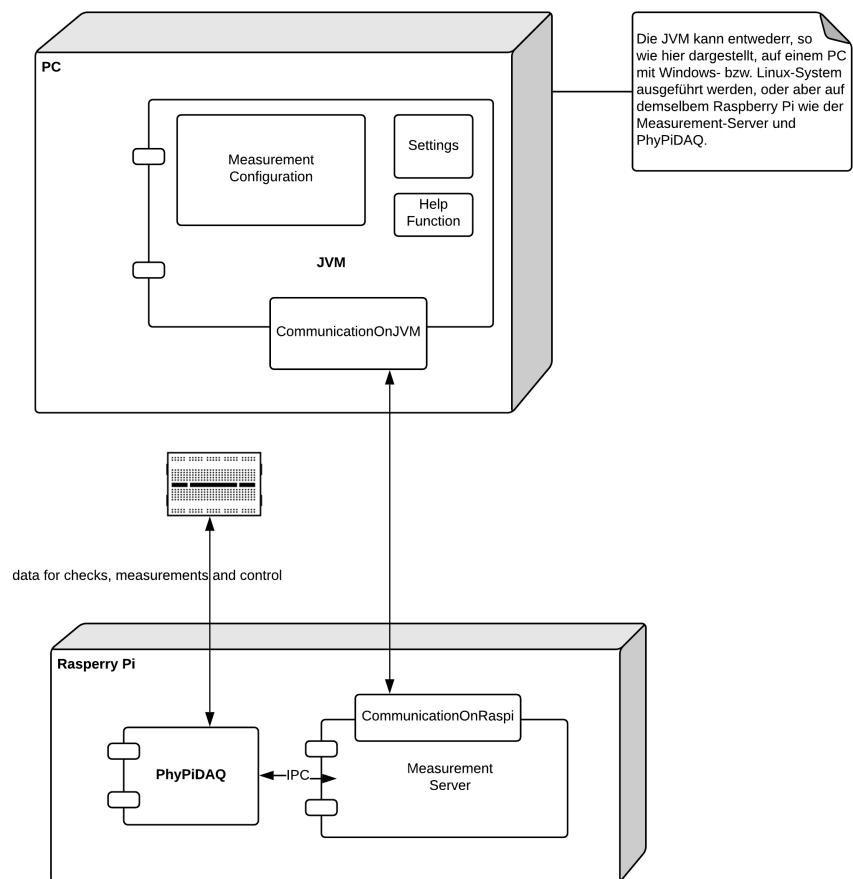 PC
Die JVM kann entwederr, so
wie hier dargestellt, auf einem PC
mit Windows- bzw. Linux-System
ausgeführt werden, oder aber auf
demselbem Raspberry Pi wie der
Measurement-Server und
PhyPiDAQ.
Measurement
Configuration
Settings
Help
Function
JVM
CommunicationOnJVM
data for checks, measurements and control
Rasperry Pi
CommunicationOnRaspi
PhyPiDAQ
IPC
Measurement
Server